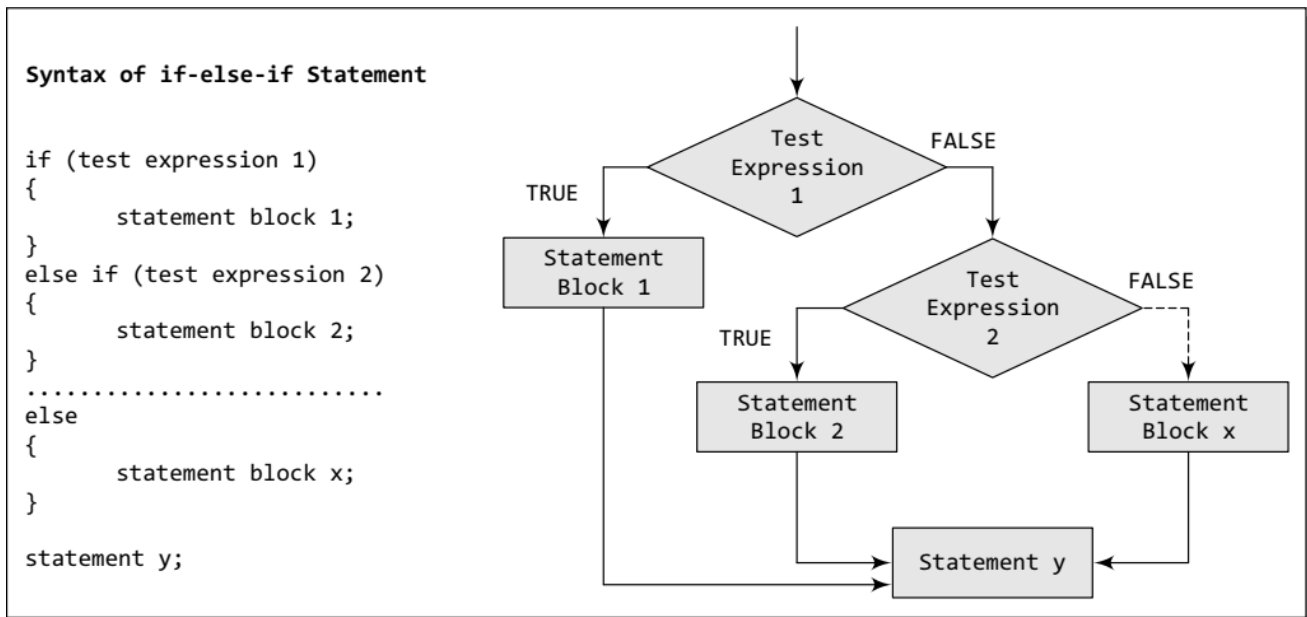 Syntax of if-else-if Statement
if (test expression 1)
{
statement block 1;
}
else if (test expression 2)
{
statement block 2;
}
...........................
else
{
statement block x;
}
statement y;
Test
Expression
1
FALSE
TRUE
Statement
Block 1
Test
Expression
2
FALSE
TRUE
Statement
Block 2
Statement
Block x
Statement y